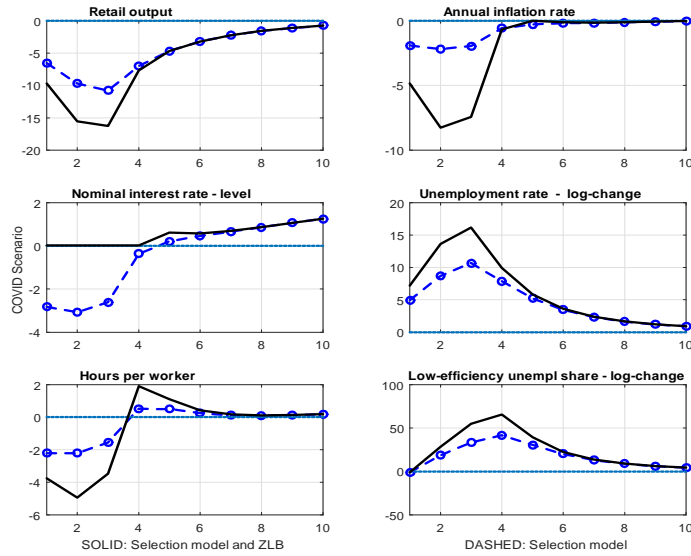 Retail output
0
-5
-10
-15
-20
2 4 6 8 10
Annual inflation rate
0
-5
-10
2 4 6 8 10
Nominal interest rate - level
2
0
-2
-4
2 4 6 8 10
COVID Scenario
Unemployment rate - log-change
20
15
10
5
0
2 4 6 8 10
Hours per worker
2
0
-2
-4
-6
2 4 6 8 10
SOLID: Selection model and ZLB
Low-efficiency unempl share - log-change
100
50
0
-50
2 4 6 8 10
DASHED: Selection model